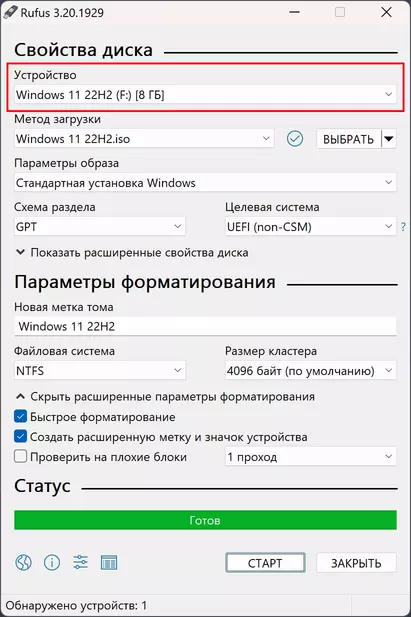 Rufus 3.20.1929
Свойства диска
Устройство
Windows 11 22H2 (F:) [8 ГБ]
Метод загрузки
Windows 11 22H2.iso
ВЫБРАТЬ
Параметры образа
Стандартная установка Windows
Схема раздела
Целевая система
GPT
UEFI (non-CSM)
?
Показать расширенные свойства диска
Параметры форматирования
Новая метка тома
Windows 11 22H2
Файловая система
Размер кластера
NTFS
4096 байт (по умолчанию)
Скрыть расширенные параметры форматирования
Быстрое форматирование
Создать расширенную метку и значок устройства
Проверить на плохие блоки
1 проход
Статус
Готов
СТАРТ
ЗАКРЫТЬ
Обнаружено устройств: 1